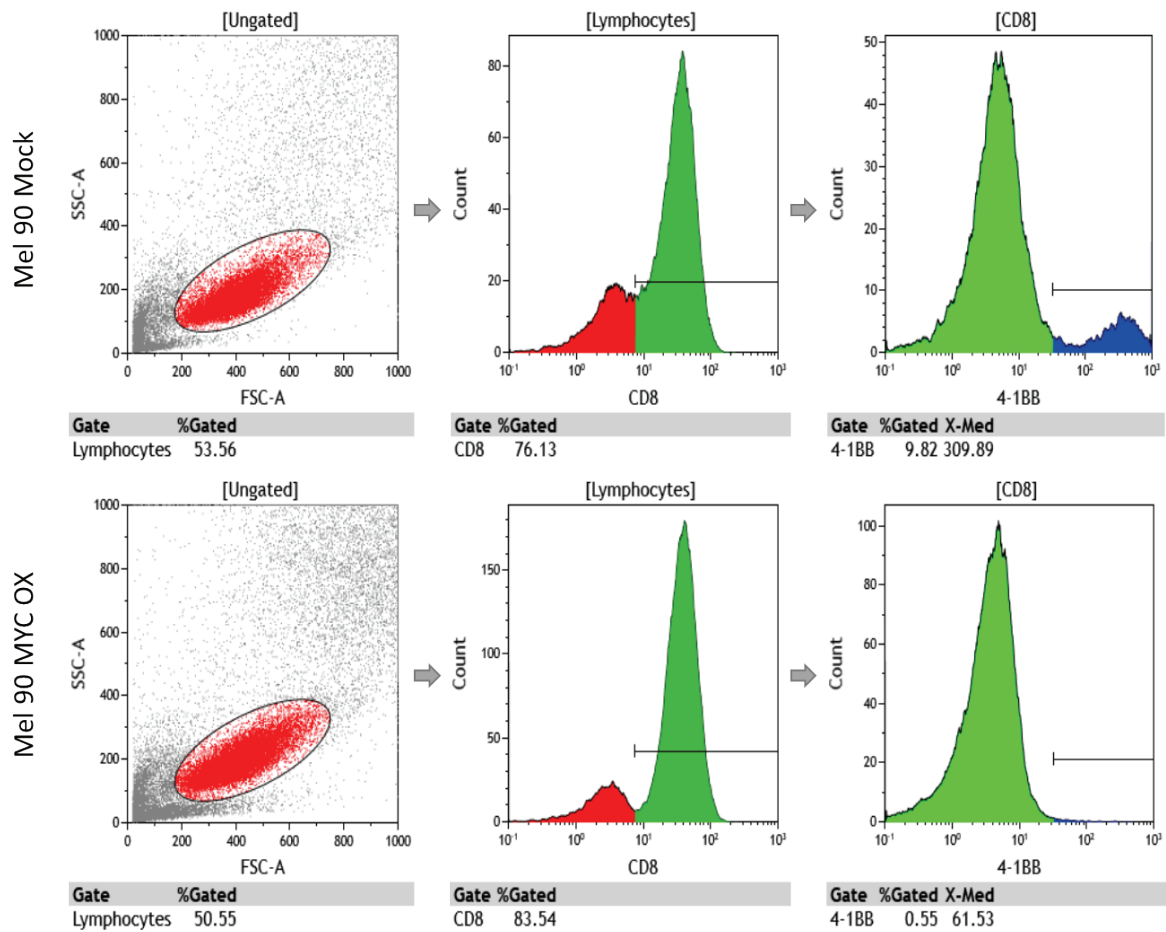 Mel 90 Mock
[Ungated]
1000
800
600
400
200
0
SSC-A
0 200 400 600 800 1000
FSC-A
Gate %Gated
Lymphocytes 53.56
[Lymphocytes]
80
60
40
20
0
Count
10-1 100 101 102 103
CD8
Gate %Gated
CD8 76.13
[CD8]
50
40
30
20
10
0
Count
10-1 100 101 102 103
4-1BB
Gate %Gated X-Med
4-1BB 9.82 309.89
Mel 90 MYC OX
[Ungated]
1000
800
600
400
200
0
SSC-A
0 200 400 600 800 1000
FSC-A
Gate %Gated
Lymphocytes 50.55
[Lymphocytes]
150
100
50
0
Count
10-1 100 101 102 103
CD8
Gate %Gated
CD8 83.54
[CD8]
100
80
60
40
20
0
Count
10-1 100 101 102 103
4-1BB
Gate %Gated X-Med
4-1BB 0.55 61.53